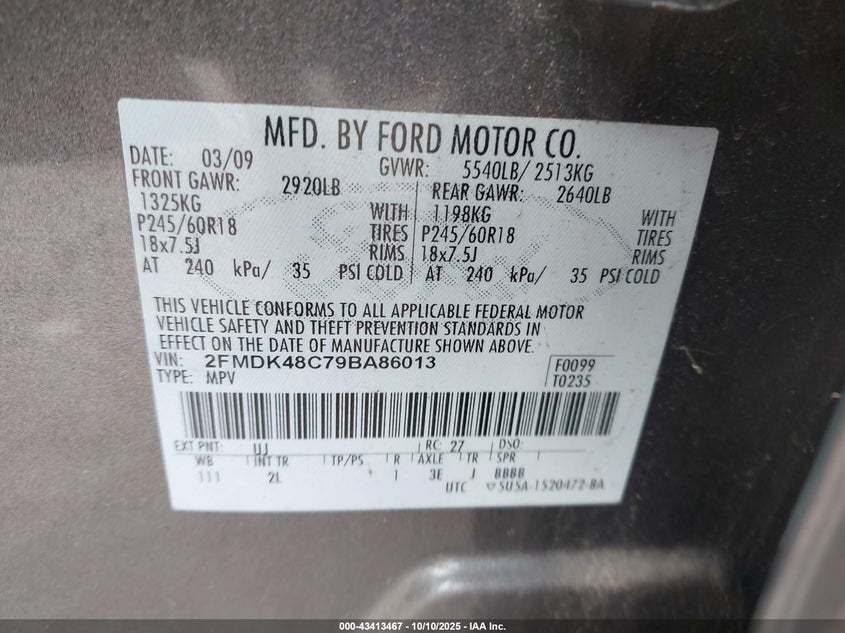 MFD. BY FORD MOTOR CO.
DATE: 03/09 GVWR: 5540LB/ 2513KG
FRONT GAWR: 2920LB REAR GAWR: 2640LB
1325KG WITH 1198KG WITH
P245/60R18 TIRES P245/60R18 TIRES
18x7.5J RIMS 18x7.5J RIMS
AT 240 kPa/ 35 PSI COLD AT 240 kPa/ 35 PSI COLD
THIS VEHICLE CONFORMS TO ALL APPLICABLE FEDERAL MOTOR
VEHICLE SAFETY AND THEFT PREVENTION STANDARDS IN
EFFECT ON THE DATE OF MANUFACTURE SHOWN ABOVE.
VIN: 2FMDK48C79BA86013 F0099
TYPE: MPV T0235
EXT PNT: UJ RC: 27 DSO:
WB INT TR TP/PS R AXLE TR SPR
111 2L 1 3E J BBBB
UTC 5U5A-1520472-BA
000-43413467 - 10/10/2025 - IAA Inc.